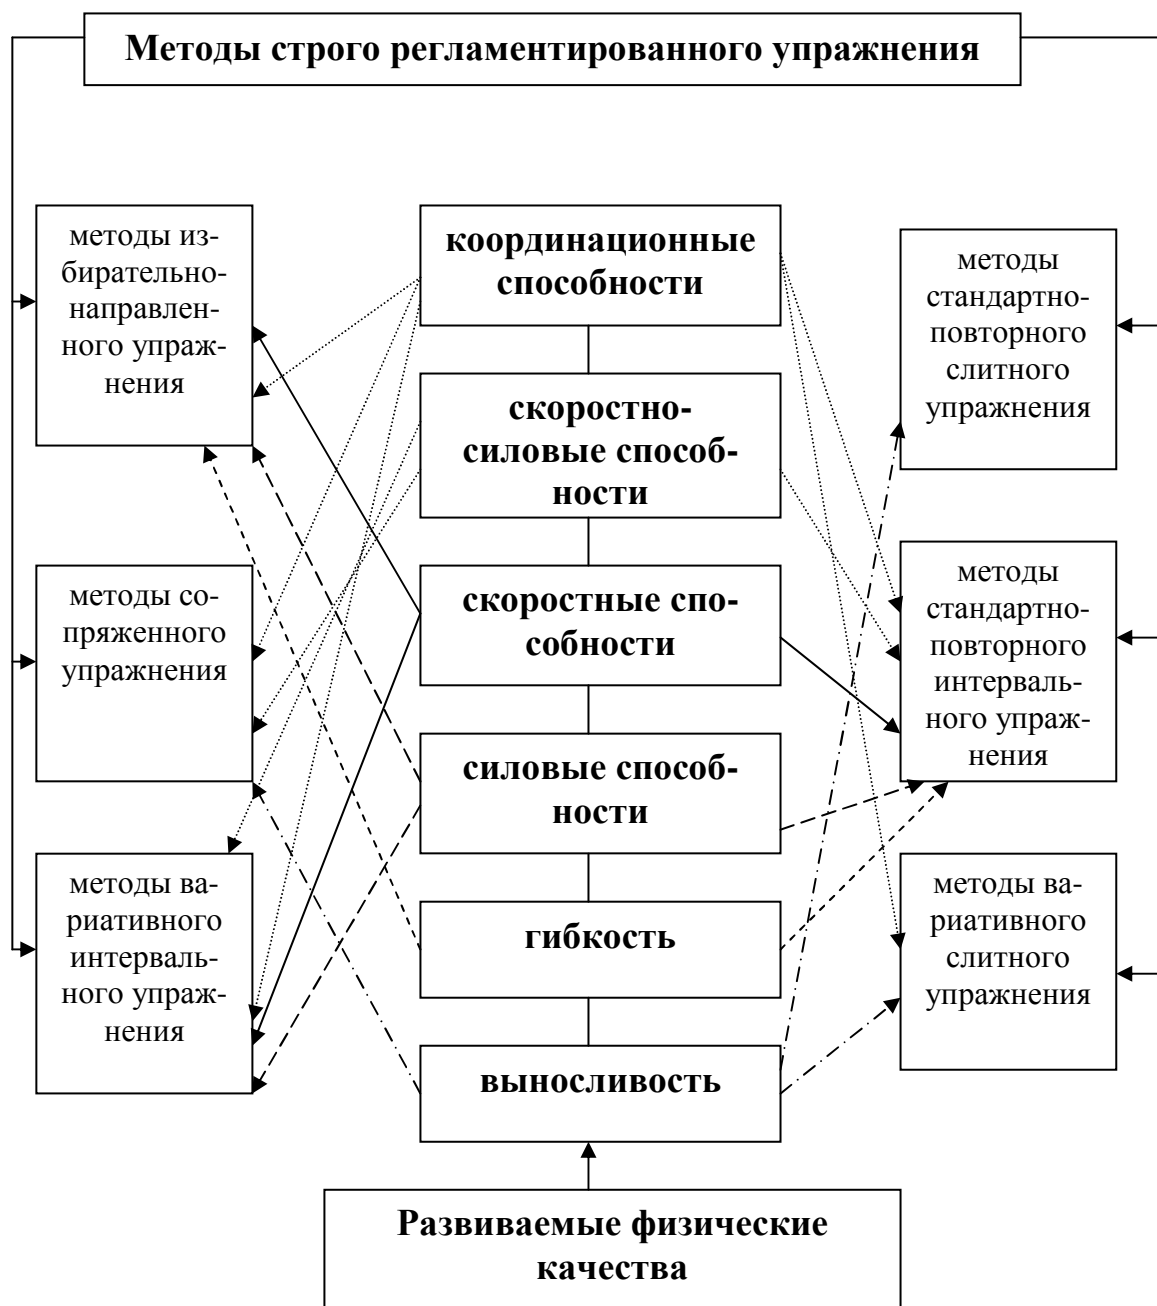 Методы строго регламентированного упражнения
методы из-
бирательно-
направлен-
ного упраж-
нения
методы со-
пряженного
упражнения
методы ва-
риативного
интерваль-
ного упраж-
нения
координационные
способности
скоростно-
силовые способ-
ности
скоростные спо-
собности
силовые способ-
ности
гибкость
выносливость
Развиваемые физические
качества
методы
стандартно-
повторного
слитного
упражнения
методы
стандартно-
повторного
интерваль-
ного упраж-
нения
методы ва-
риативного
слитного
упражнения